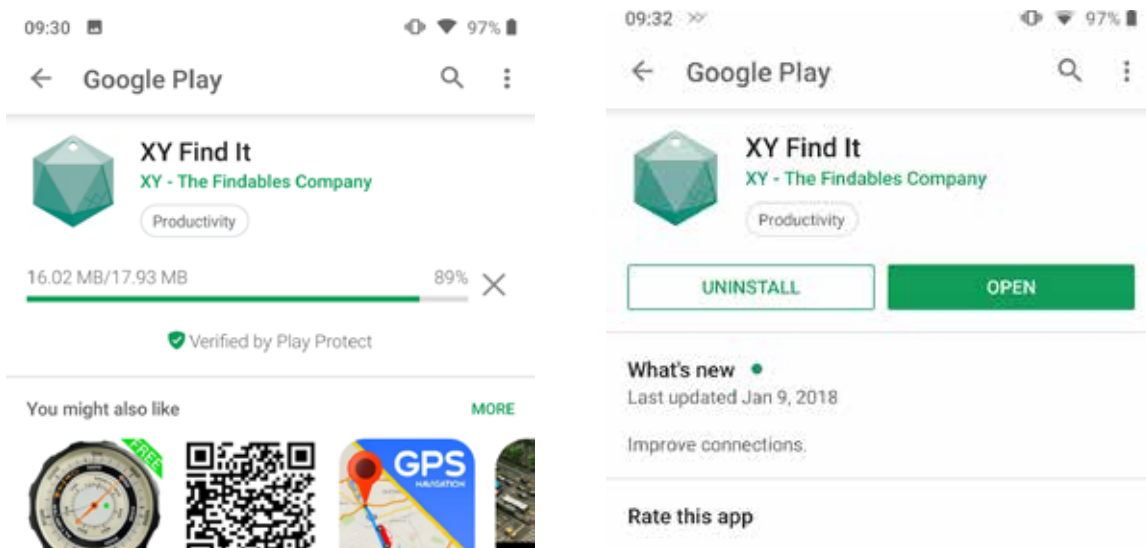 09:30
97%
Google Play
XY Find It
XY - The Findables Company
Productivity
16.02 MB/17.93 MB
89%
Verified by Play Protect
You might also like
MORE
FREE
GPS
NAVIGATION
09:32
97%
Google Play
XY Find It
XY - The Findables Company
Productivity
UNINSTALL
OPEN
What's new
Last updated Jan 9, 2018
Improve connections.
Rate this app